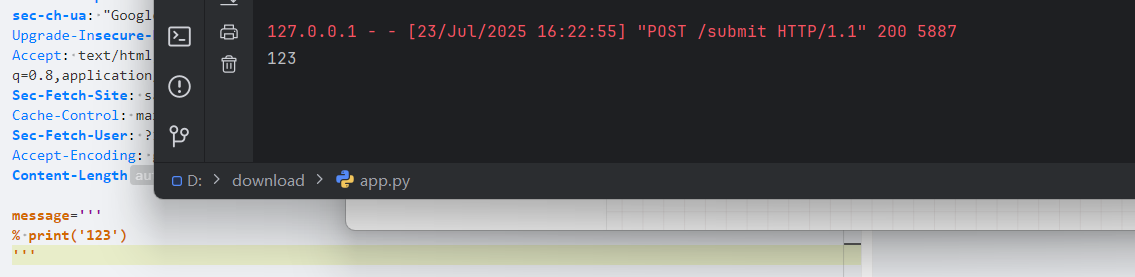 sec-ch-ua: "Google
Upgrade-Insecure-
Accept: text/html
q=0.8,application
Sec-Fetch-Site: s
Cache-Control: ma
Sec-Fetch-User: ?
Accept-Encoding:
Content-Length aut
message='''
% print('123')
'''
127.0.0.1 - - [23/Jul/2025 16:22:55] "POST /submit HTTP/1.1" 200 5887
123
D: > download > app.py